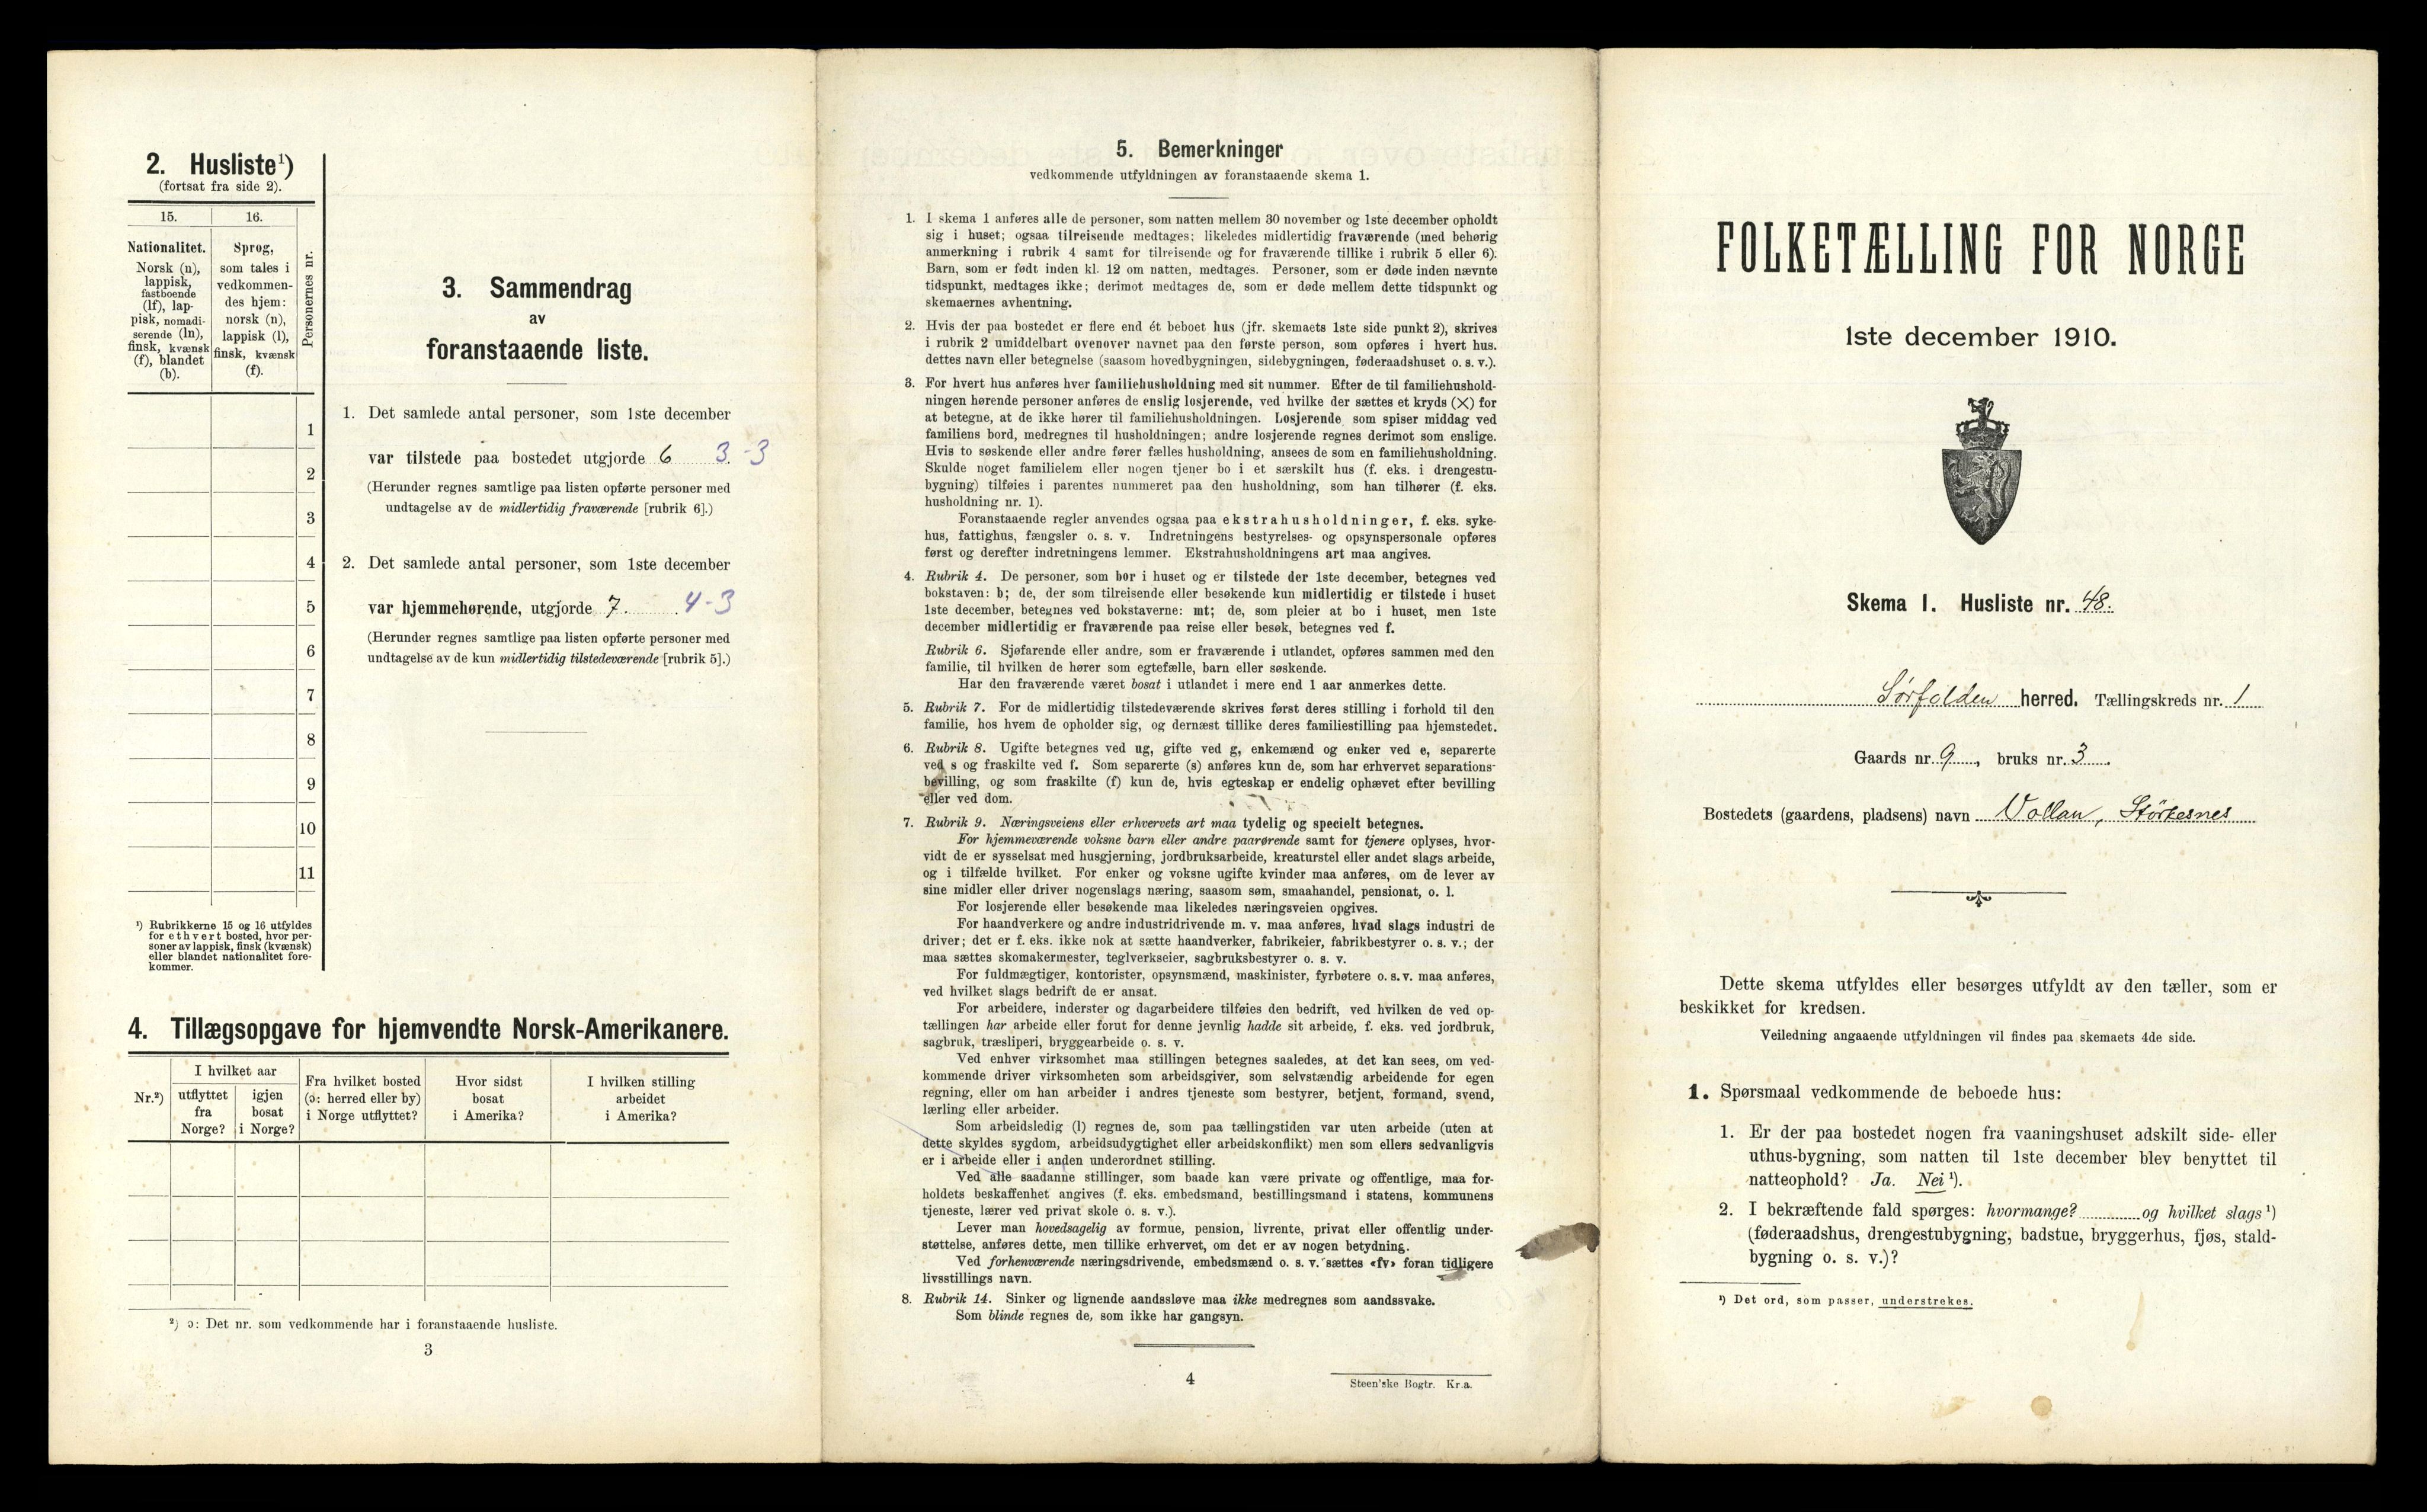 2. Husliste¹)
(fortsat fra side 2).
15.
16.
Nationalitet.
Norsk (n),
lappisk,
fastboende
(lf), lap-
pisk, nomadi-
serende (ln),
finsk, kvænsk
(f), blandet
(b).
Sprog,
som tales i
vedkommen-
des hjem:
norsk (n),
lappisk (l),
finsk, kvænsk
(f).
Personernes nr.
1
2
3
4
5
6
7
8
9
10
11
¹) Rubrikkerne 15 og 16 utfyldes
for ethvert bosted, hvor per-
soner av lappisk, finsk (kvænsk)
eller blandet nationalitet fore-
kommer.
3. Sammendrag
av
foranstaaende liste.
1. Det samlede antal personer, som 1ste december
var tilstede paa bostedet utgjorde 6 3-3
(Herunder regnes samtlige paa listen opførte personer med
undtagelse av de midlertidig fraværende [rubrik 6].)
2. Det samlede antal personer, som 1ste december
var hjemmehørende, utgjorde 7. 4-3
(Herunder regnes samtlige paa listen opførte personer med
undtagelse av de kun midlertidig tilstedeværende [rubrik 5].)
4. Tillægsopgave for hjemvendte Norsk-Amerikanere.
Nr.²)
I hvilket aar
utflyttet
fra
Norge?
igjen
bosat
i Norge?
Fra hvilket bosted
(ɔ: herred eller by)
i Norge utflyttet?
Hvor sidst
bosat
i Amerika?
I hvilken stilling
arbeidet
i Amerika?
²) ɔ: Det nr. som vedkommende har i foranstaaende husliste.
3
5. Bemerkninger
vedkommende utfyldningen av foranstaaende skema 1.
1. I skema 1 anføres alle de personer, som natten mellem 30 november og 1ste december opholdt
sig i huset; ogsaa tilreisende medtages; likeledes midlertidig fraværende (med behørig
anmerkning i rubrik 4 samt for tilreisende og for fraværende tillike i rubrik 5 eller 6).
Barn, som er født inden kl. 12 om natten, medtages. Personer, som er døde inden nævnte
tidspunkt, medtages ikke; derimot medtages de, som er døde mellem dette tidspunkt og
skemaernes avhentning.
2. Hvis der paa bostedet er flere end ét beboet hus (jfr. skemaets 1ste side punkt 2), skrives
i rubrik 2 umiddelbart ovenover navnet paa den første person, som opføres i hvert hus.
dettes navn eller betegnelse (saasom hovedbygningen, sidebygningen, føderaadshuset o. s. v.).
3. For hvert hus anføres hver familiehusholdning med sit nummer. Efter de til familiehushold-
ningen hørende personer anføres de enslig losjerende, ved hvilke der sættes et kryds (×) for
at betegne, at de ikke hører til familiehusholdningen. Losjerende som spiser middag ved
familiens bord, medregnes til husholdningen; andre losjerende regnes derimot som enslige.
Hvis to søskende eller andre fører fælles husholdning, ansees de som en familiehusholdning.
Skulde noget familielem eller nogen tjener bo i et særskilt hus (f. eks. i drengestu-
bygning) tilføies i parentes nummeret paa den husholdning, som han tilhører (f. eks.
husholdning nr. 1).
Foranstaaende regler anvendes ogsaa paa ekstrahusholdninger, f. eks. syke-
hus, fattighus, fængsler o. s. v. Indretningens bestyrelses- og opsynspersonale opføres
først og derefter indretningens lemmer. Ekstrahusholdningens art maa angives.
4. Rubrik 4. De personer, som bor i huset og er tilstede der 1ste december, betegnes ved
bokstaven: b; de, der som tilreisende eller besøkende kun midlertidig er tilstede i huset
1ste december, betegnes ved bokstaverne: mt; de, som pleier at bo i huset, men 1ste
december midlertidig er fraværende paa reise eller besøk, betegnes ved f.
Rubrik 6. Sjøfarende eller andre, som er fraværende i utlandet, opføres sammen med den
familie, til hvilken de hører som egtefælle, barn eller søskende.
Har den fraværende været bosat i utlandet i mere end 1 aar anmerkes dette.
5. Rubrik 7. For de midlertidig tilstedeværende skrives først deres stilling i forhold til den
familie, hos hvem de opholder sig, og dernæst tillike deres familiestilling paa hjemstedet.
6. Rubrik 8. Ugifte betegnes ved ug, gifte ved g, enkemænd og enker ved e, separerte
ved s og fraskilte ved f. Som separerte (s) anføres kun de, som har erhvervet separations-
bevilling, og som fraskilte (f) kun de, hvis egteskap er endelig ophævet efter bevilling
eller ved dom.
7. Rubrik 9. Næringsveiens eller erhvervets art maa tydelig og specielt betegnes.
For hjemmeværende voksne barn eller andre paarørende samt for tjenere oplyses, hvor-
vidt de er sysselsat med husgjerning, jordbruksarbeide, kreaturstel eller andet slags arbeide,
og i tilfælde hvilket. For enker og voksne ugifte kvinder maa anføres, om de lever av
sine midler eller driver nogenslags næring, saasom søm, smaahandel, pensionat, o. l.
For losjerende eller besøkende maa likeledes næringsveien opgives.
For haandverkere og andre industridrivende m. v. maa anføres, hvad slags industri de
driver; det er f. eks. ikke nok at sætte haandverker, fabrikeier, fabrikbestyrer o. s. v.; der
maa sættes skomakermester, teglverkseier, sagbruksbestyrer o. s. v.
For fuldmægtiger, kontorister, opsynsmænd, maskinister, fyrbøtere o. s. v. maa anføres,
ved hvilket slags bedrift de er ansat.
For arbeidere, inderster og dagarbeidere tilføies den bedrift, ved hvilken de ved op-
tællingen har arbeide eller forut for denne jevnlig hadde sit arbeide, f. eks. ved jordbruk,
sagbruk, træsliperi, bryggearbeide o. s. v.
Ved enhver virksomhet maa stillingen betegnes saaledes, at det kan sees, om ved-
kommende driver virksomheten som arbeidsgiver, som selvstændig arbeidende for egen
regning, eller om han arbeider i andres tjeneste som bestyrer, betjent, formand, svend,
lærling eller arbeider.
Som arbeidsledig (l) regnes de, som paa tællingstiden var uten arbeide (uten at
dette skyldes sygdom, arbeidsudygtighet eller arbeidskonflikt) men som ellers sedvanligvis
er i arbeide eller i anden underordnet stilling.
Ved alle saadanne stillinger, som baade kan være private og offentlige, maa for-
holdets beskaffenhet angives (f. eks. embedsmand, bestillingsmand i statens, kommunens
tjeneste, lærer ved privat skole o. s. v.).
Lever man hovedsagelig av formue, pension, livrente, privat eller offentlig under-
støttelse, anføres dette, men tillike erhvervet, om det er av nogen betydning.
Ved forhenværende næringsdrivende, embedsmænd o. s. v. sættes «fv» foran tidligere
livsstillings navn.
8. Rubrik 14. Sinker og lignende aandssløve maa ikke medregnes som aandssvake.
Som blinde regnes de, som ikke har gangsyn.
4
Steen'ske Bogtr. Kr.a.
FOLKETÆLLING FOR NORGE
1ste december 1910.
Skema 1. Husliste nr. 48.
Sørfolden herred. Tællingskreds nr. 1
Gaards nr. 9, bruks nr. 3.
Bostedets (gaardens, pladsens) navn Vollan, Størkesnes
Dette skema utfyldes eller besørges utfyldt av den tæller, som er
beskikket for kredsen.
Veiledning angaaende utfyldningen vil findes paa skemaets 4de side.
1. Spørsmaal vedkommende de beboede hus:
1. Er der paa bostedet nogen fra vaaningshuset adskilt side- eller
uthus-bygning, som natten til 1ste december blev benyttet til
natteophold? Ja. Nei ¹).
2. I bekræftende fald spørges: hvormange? og hvilket slags ¹)
(føderaadshus, drengestubygning, badstue, bryggerhus, fjøs, stald-
bygning o. s. v.)?
¹) Det ord, som passer, understrekes.